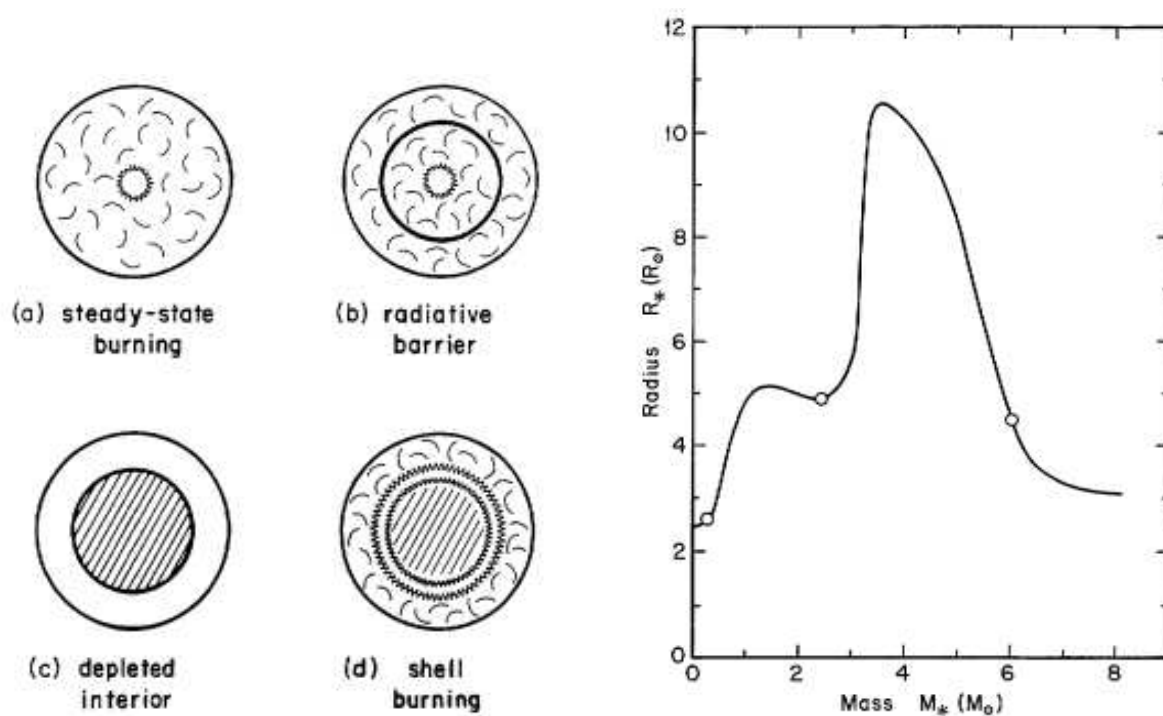 (a) steady-state
burning
(b) radiative
barrier
(c) depleted
interior
(d) shell
burning
Radius R* (R⊙)
12
10
8
6
4
2
0
0 2 4 6 8
Mass M* (M⊙)